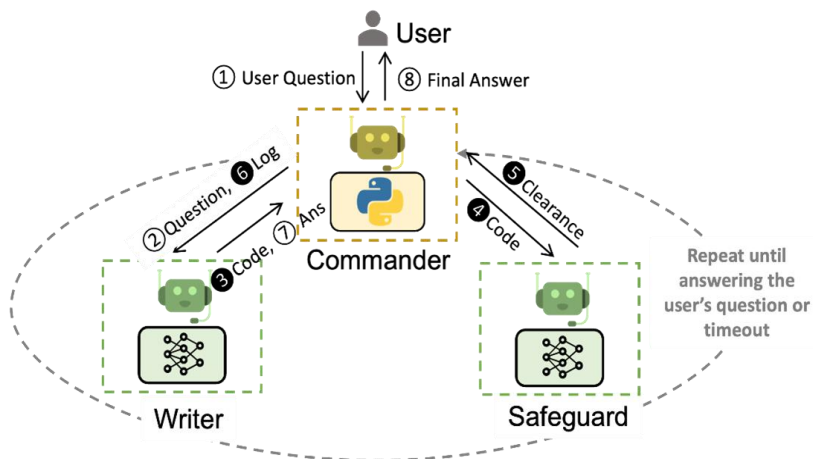 User
① User Question
⑧ Final Answer
② Question, ❻ Log
❸ Code, ⑦ Ans
❺ Clearance
❹ Code
Commander
Repeat until
answering the
user's question or
timeout
Writer
Safeguard